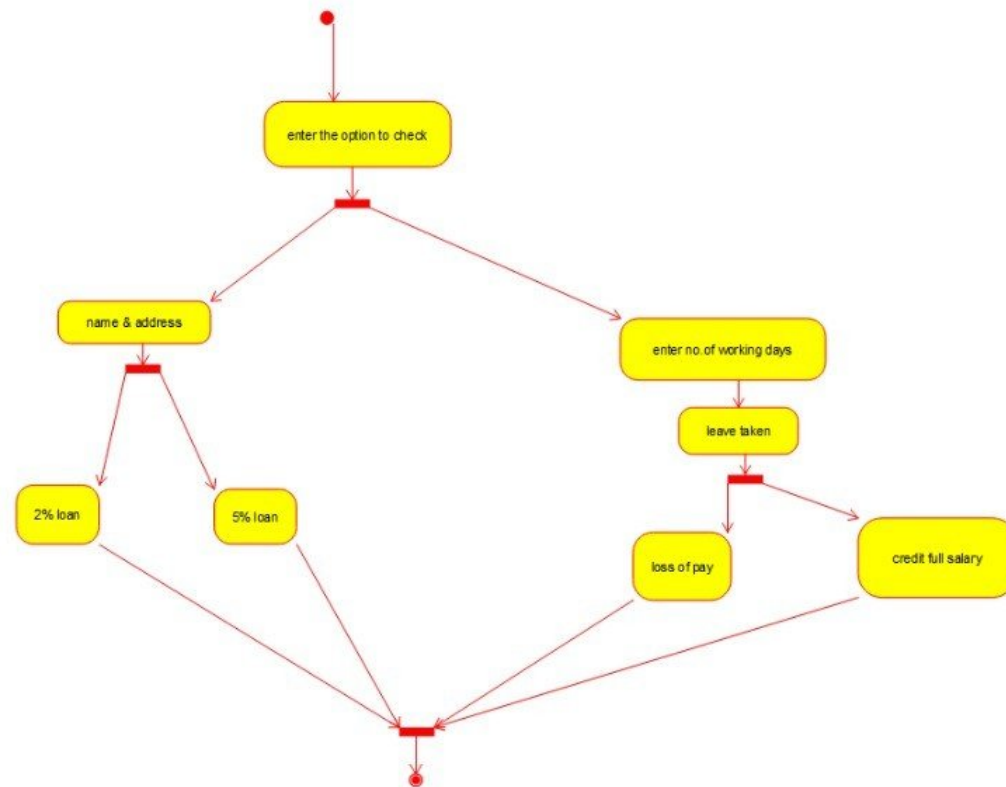 enter the option to check
name & address
enter no.of working days
leave taken
2% loan
5% loan
loss of pay
credit full salary